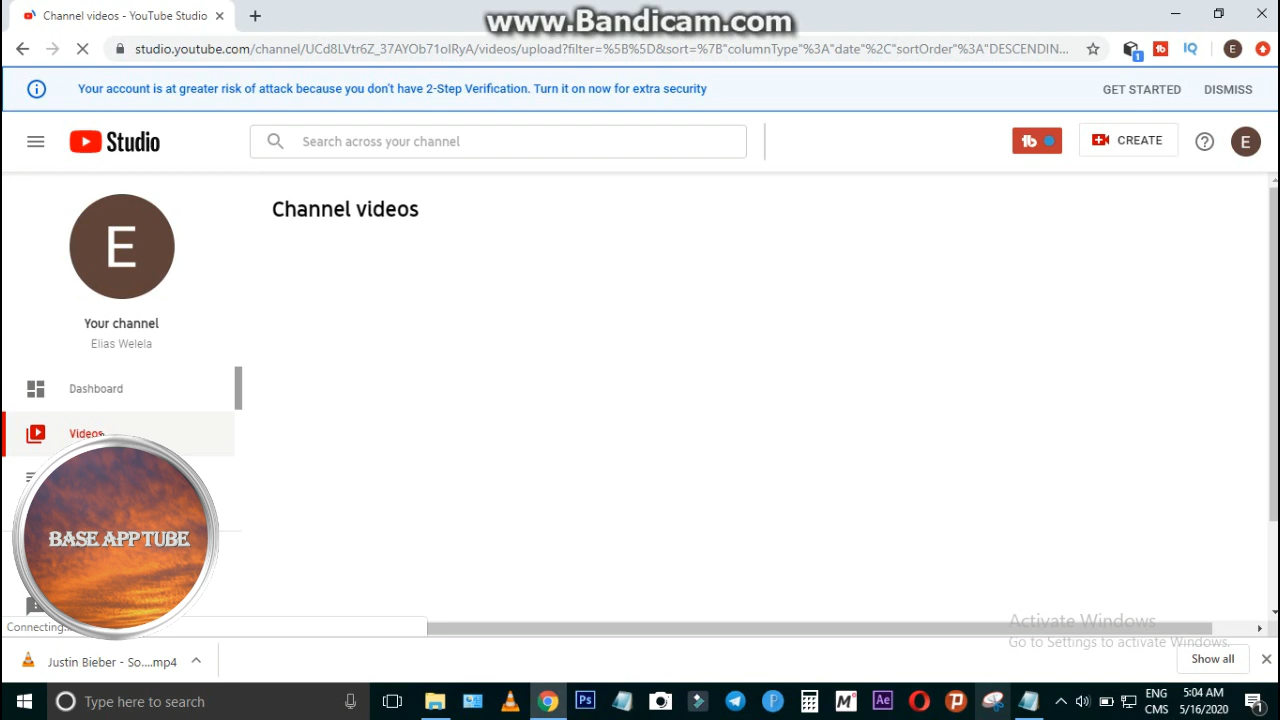 Channel videos - YouTube Studio
www.Bandicam.com
studio.youtube.com/channel/UCd8LVtr6Z_37AYOb71oIRyA/videos/upload?filter=%5B%5D&sort=%7B"columnType"%3A"date"%2C"sortOrder"%3A"DESCENDIN...
Your account is at greater risk of attack because you don't have 2-Step Verification. Turn it on now for extra security
GET STARTED
DISMISS
Studio
Search across your channel
CREATE
E
E
Channel videos
Your channel
Elias Welela
Dashboard
Videos
BASE APP TUBE
Connecting...
Activate Windows
Go to Settings to activate Windows.
Justin Bieber - So....mp4
Show all
Type here to search
ENG
CMS
5:04 AM
5/16/2020